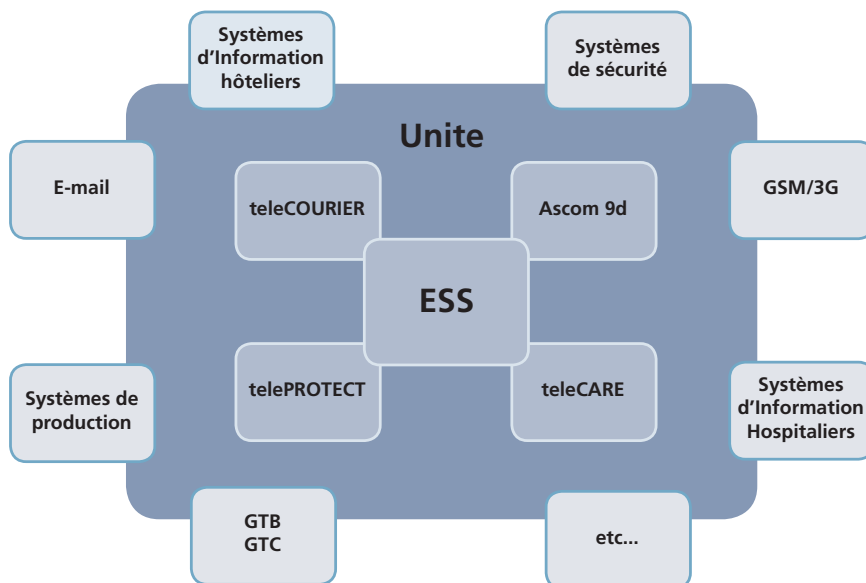 Systèmes
d’Information
hôteliers
Systèmes
de sécurité
Unite
E-mail
GSM/3G
teleCOURIER
Ascom 9d
ESS
telePROTECT
teleCARE
Systèmes de
production
Systèmes
d’Information
Hospitaliers
GTB
GTC
etc...